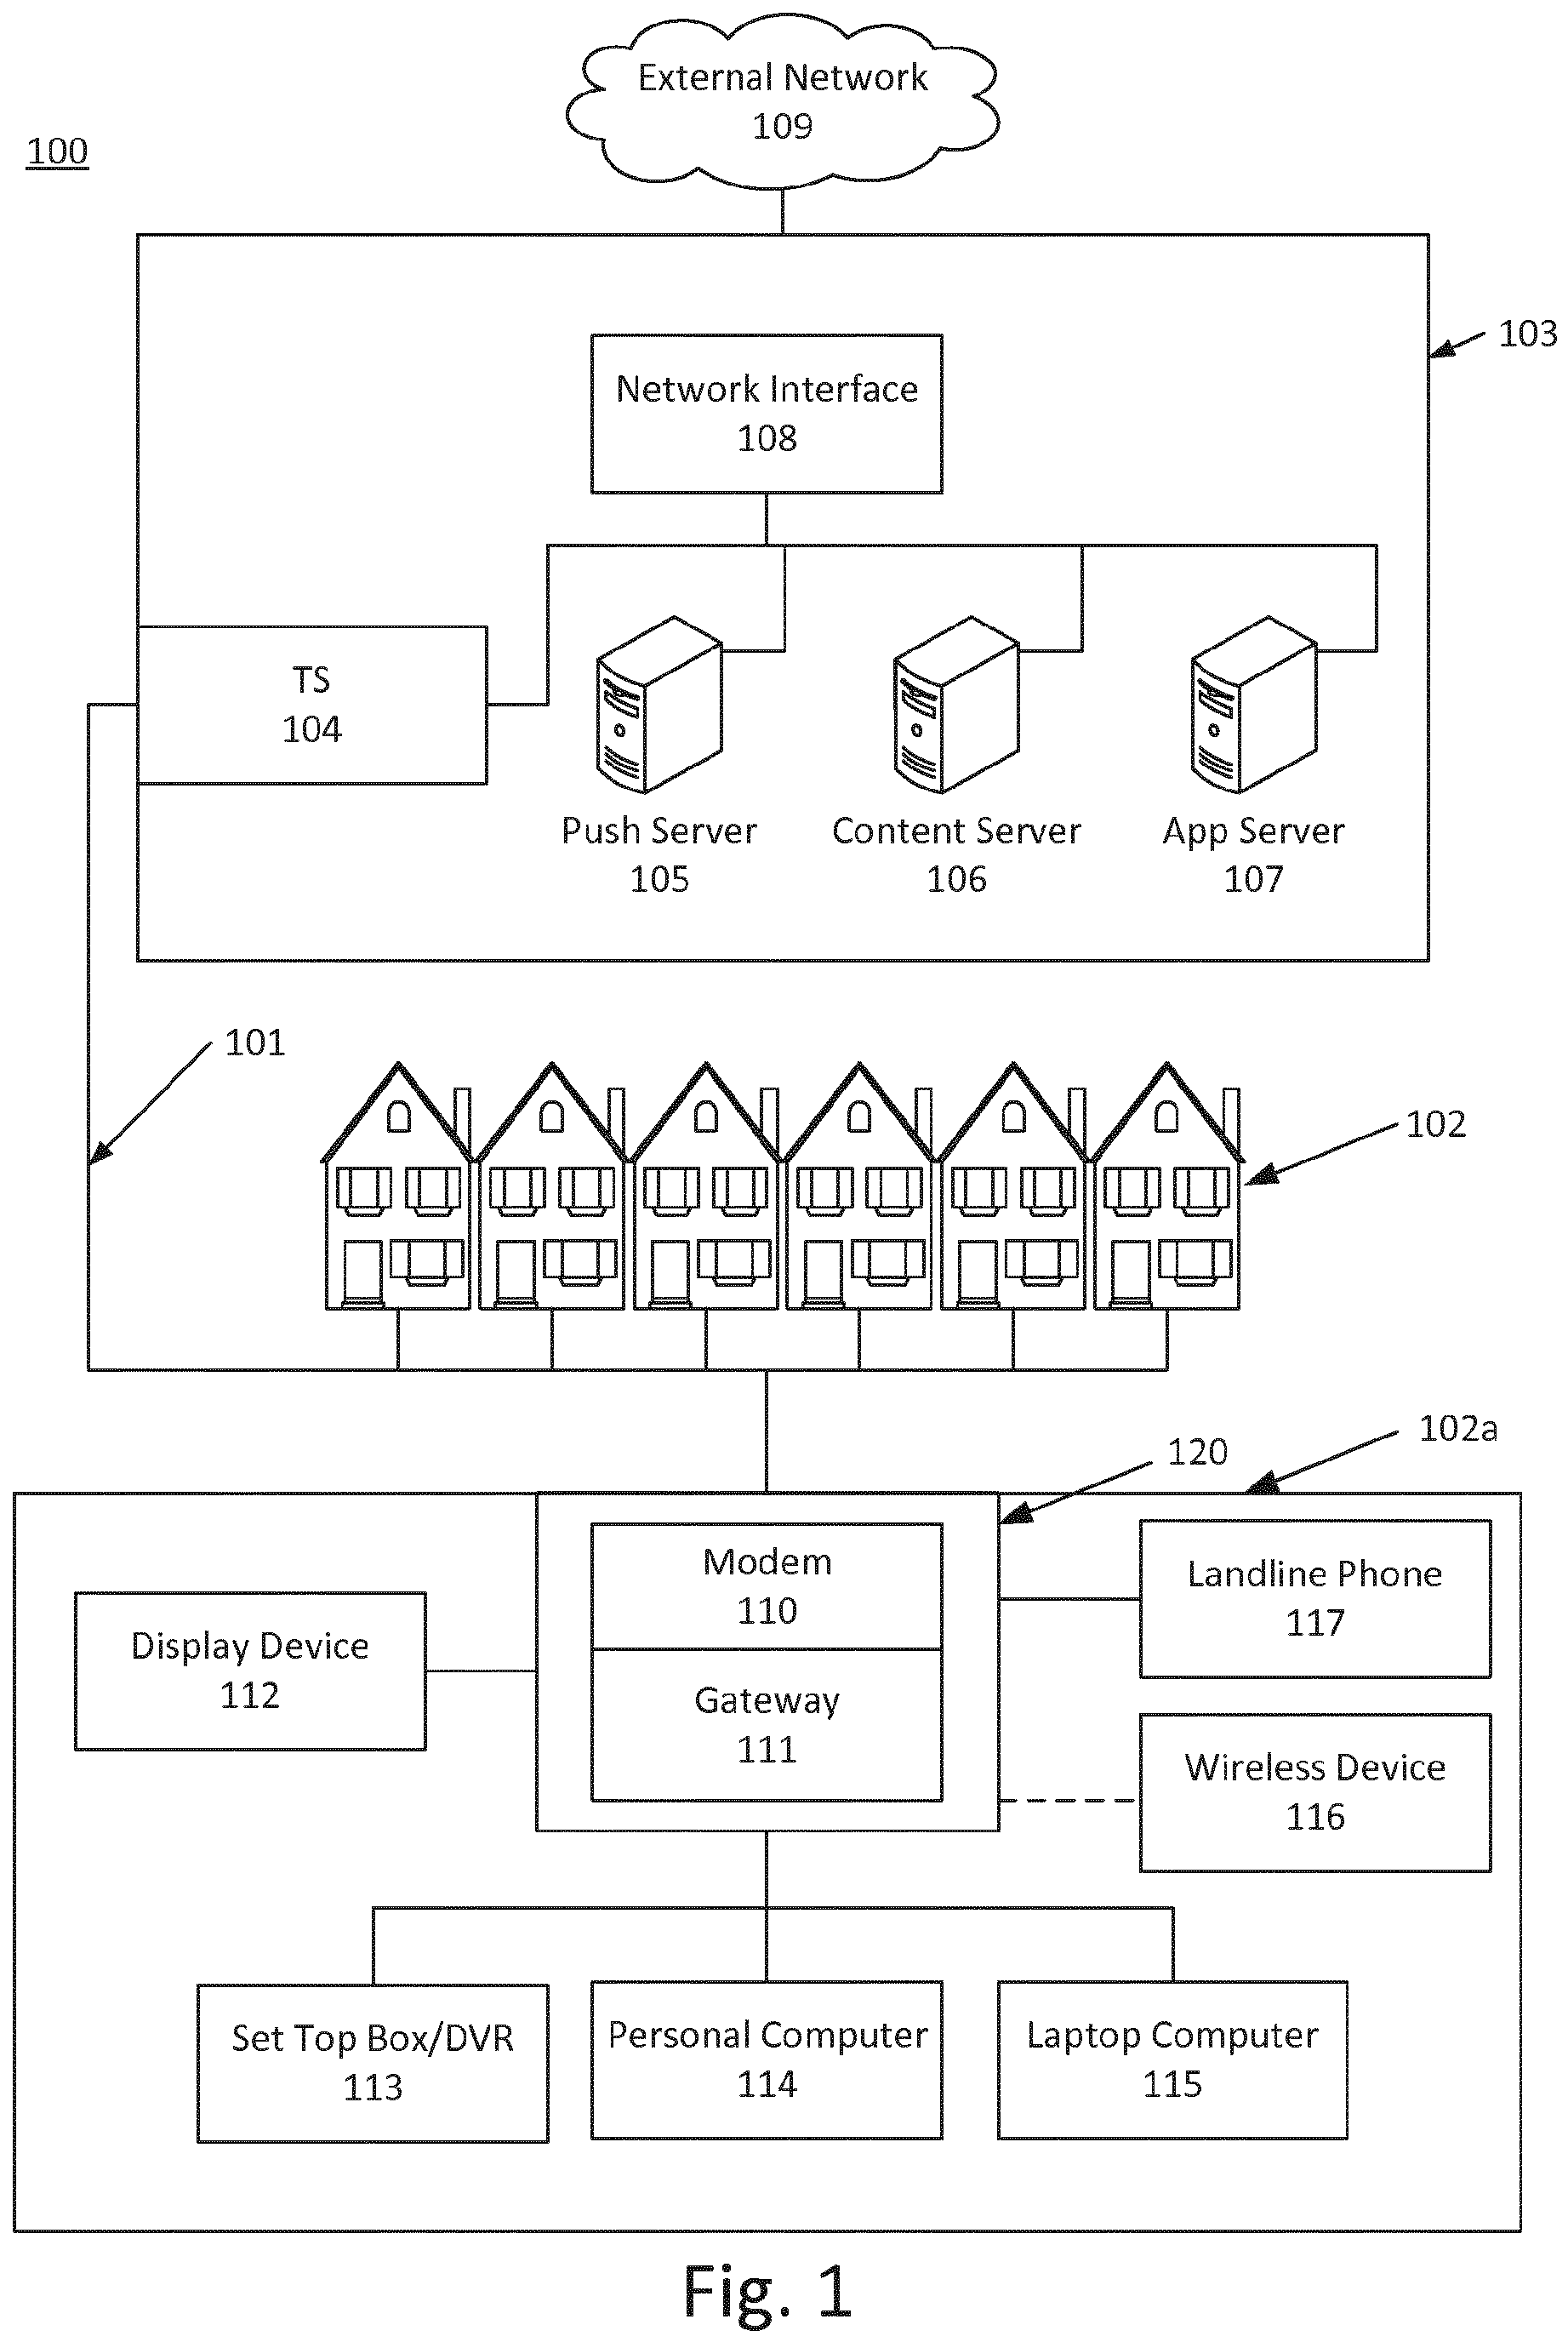 External Network
109
100
103
Network Interface
108
TS
104
Push Server
105
Content Server
106
App Server
107
101
102
102a
120
Modem
110
Landline Phone
117
Display Device
112
Gateway
111
Wireless Device
116
Set Top Box/DVR
113
Personal Computer
114
Laptop Computer
115
Fig. 1